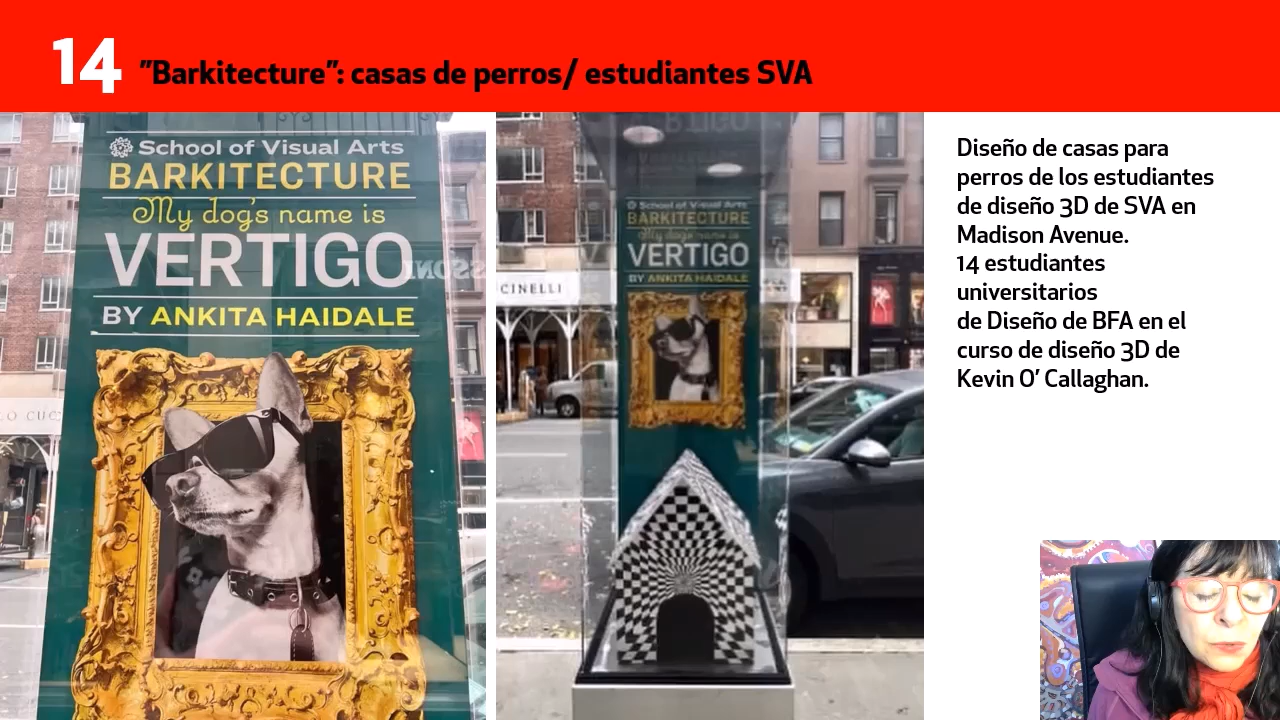 14 "Barkitecture": casas de perros/ estudiantes SVA
School of Visual Arts
BARKITECTURE
My dog's name is
VERTIGO
BY ANKITA HAIDALE
School of Visual Arts
BARKITECTURE
My dog's name is
VERTIGO
BY ANKITA HAIDALE
CINELLI
Diseño de casas para
perros de los estudiantes
de diseño 3D de SVA en
Madison Avenue.
14 estudiantes
universitarios
de Diseño de BFA en el
curso de diseño 3D de
Kevin O' Callaghan.